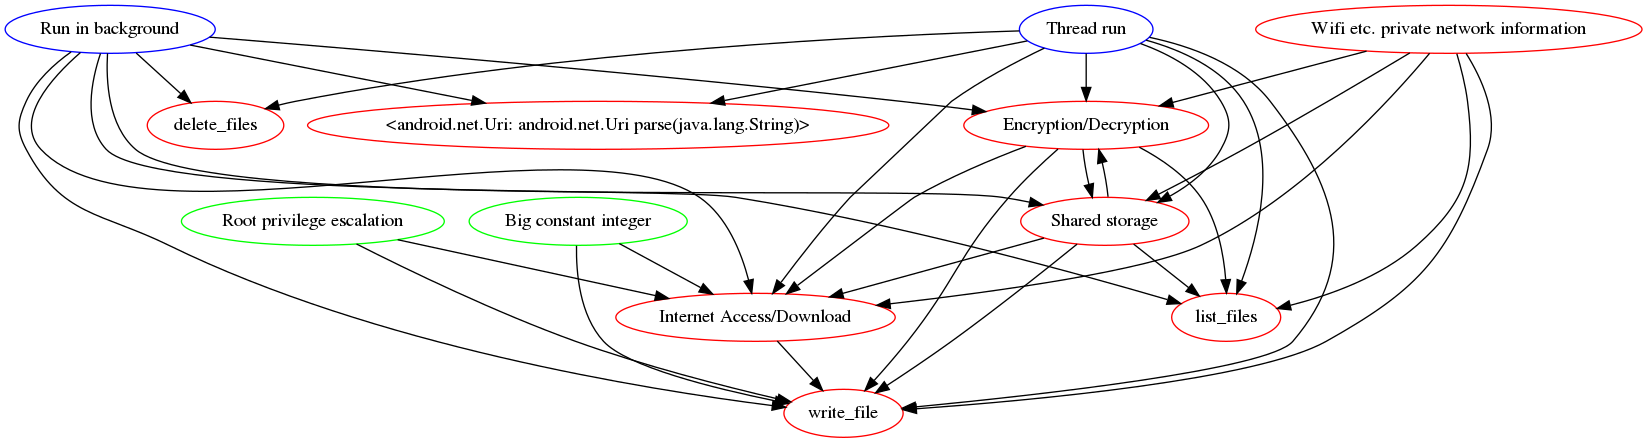 Run in background
Thread run
Wifi etc. private network information
delete_files
<android.net.Uri: android.net.Uri parse(java.lang.String)>
Encryption/Decryption
Root privilege escalation
Big constant integer
Shared storage
Internet Access/Download
list_files
write_file